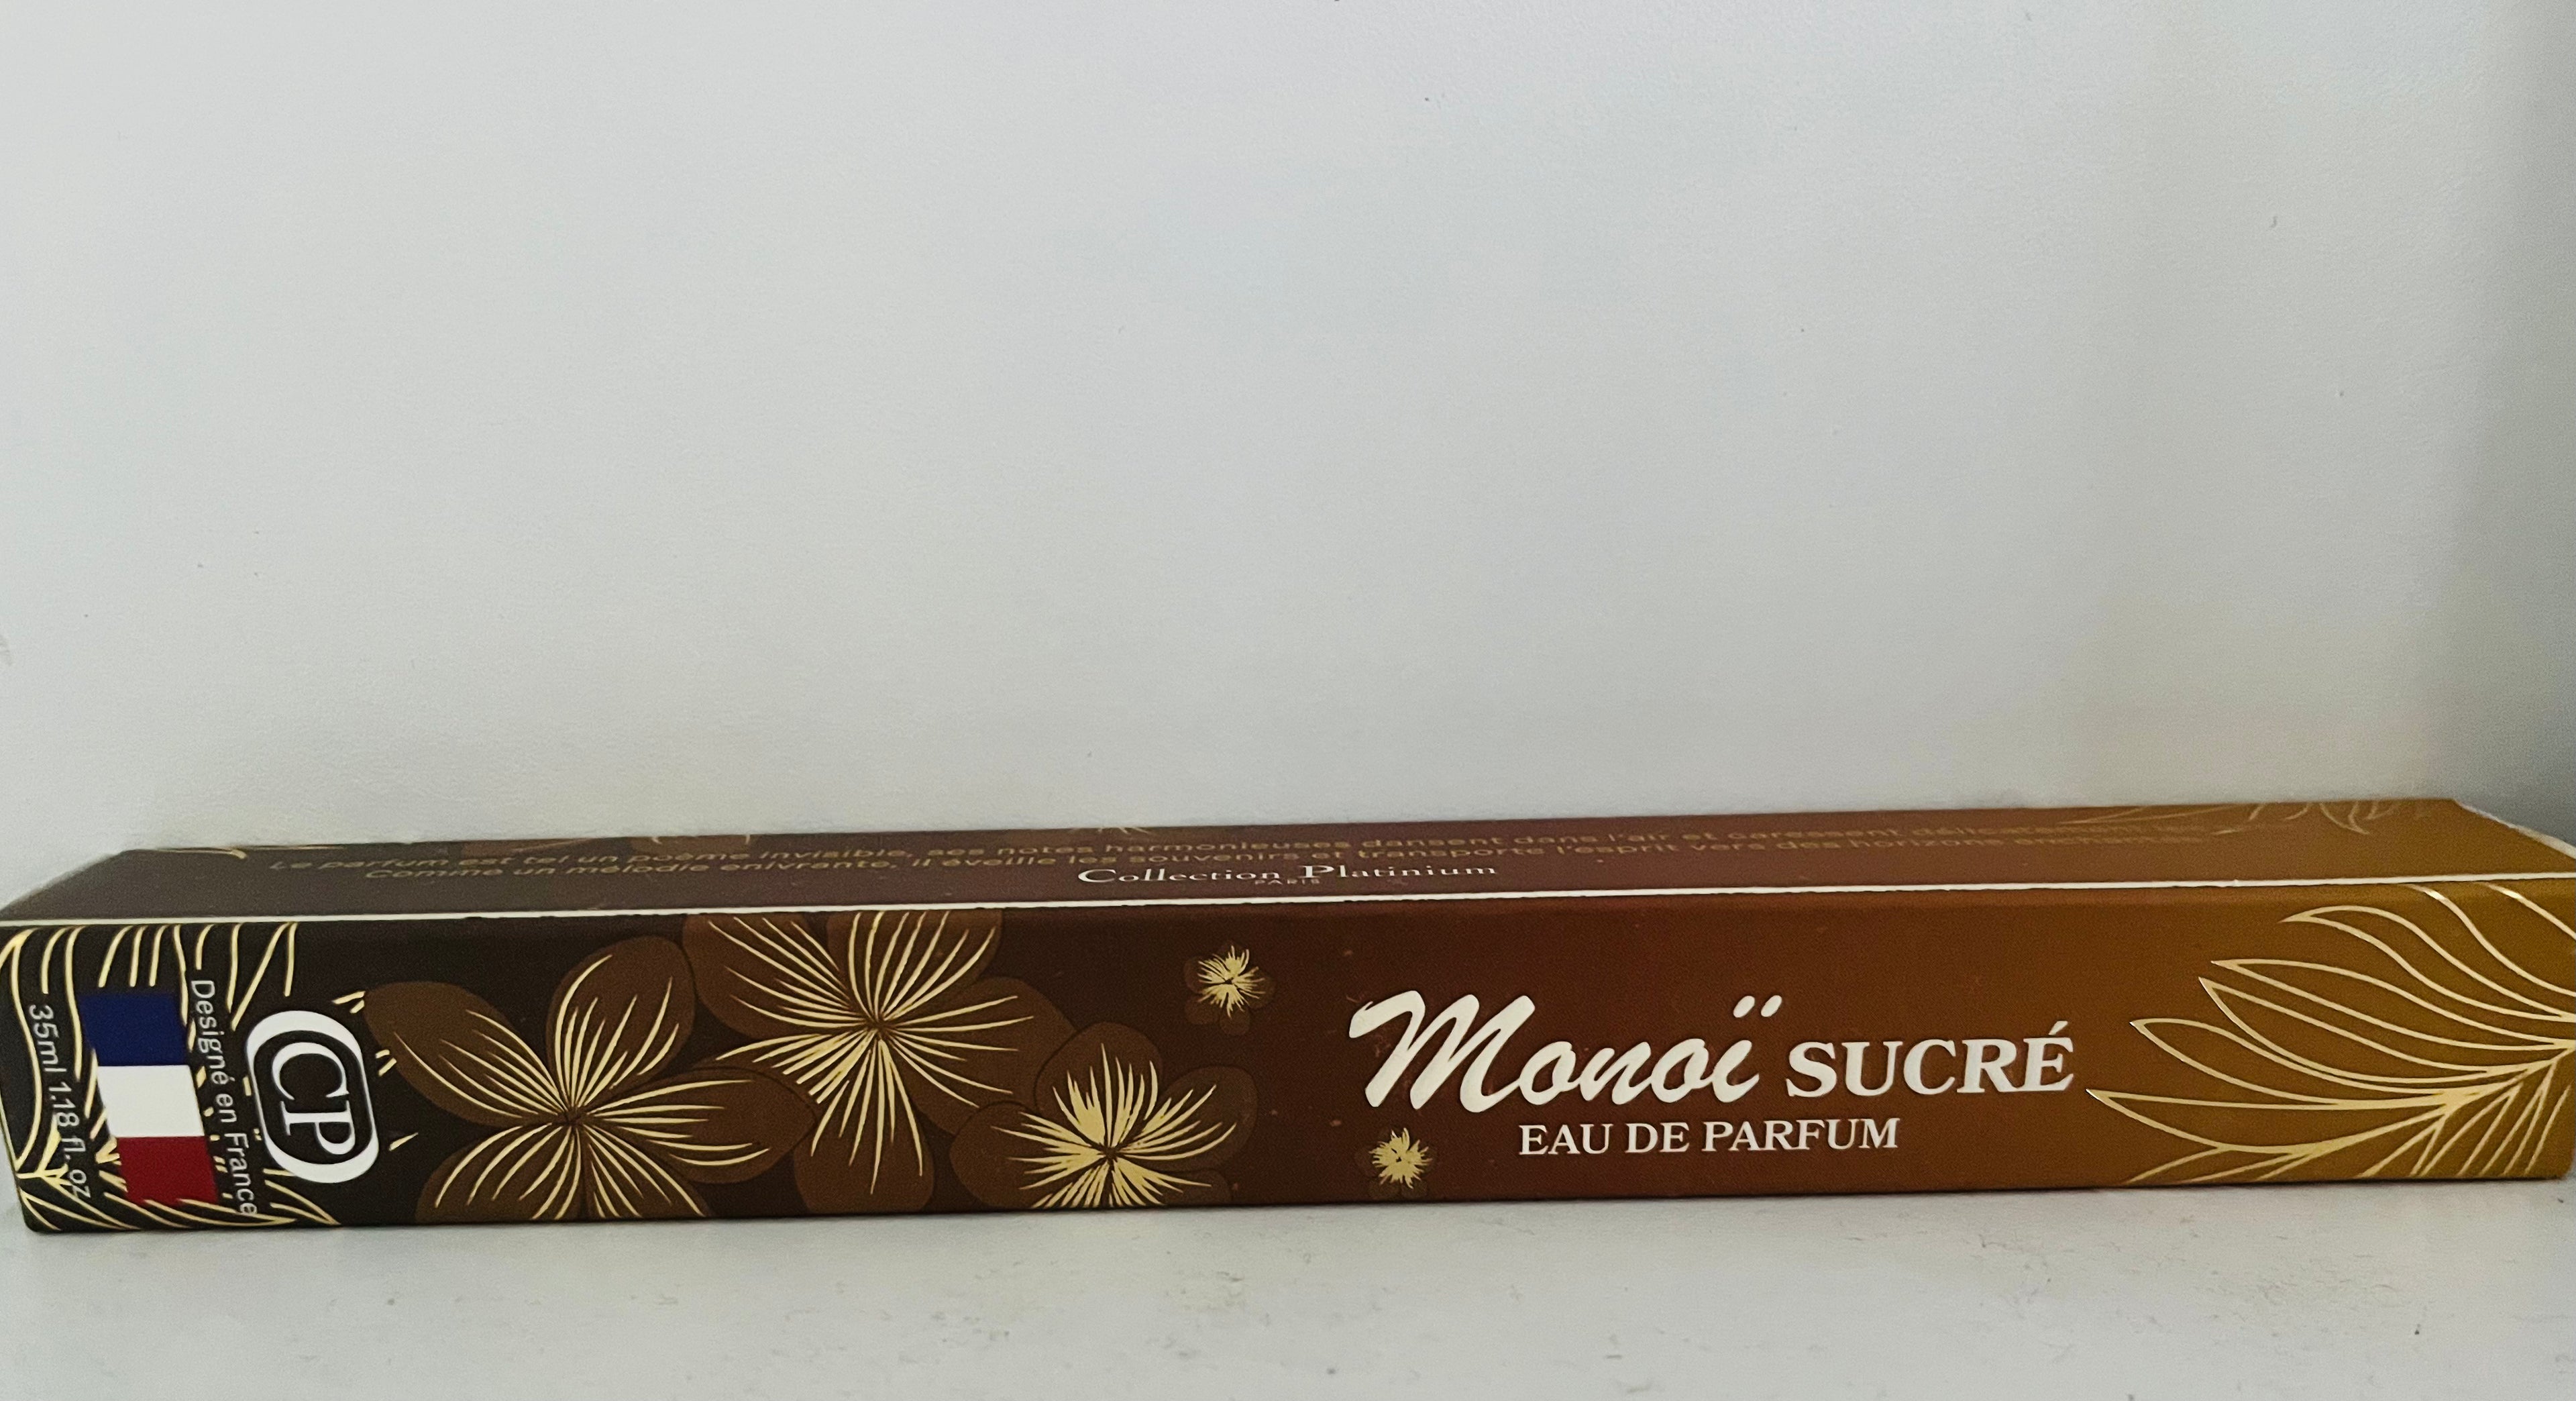 Le parfum est tel un poème invisible, ses notes harmonieuses dansent dans l'air et caressent délicatement les
Comme un mélodie enivrante, il éveille les souvenirs et transporte l'esprit vers des horizons enchantés
Collection Platinium
PARIS
Monoï SUCRÉ
EAU DE PARFUM
CP
Designé en France
35ml 1.18 fl. oz